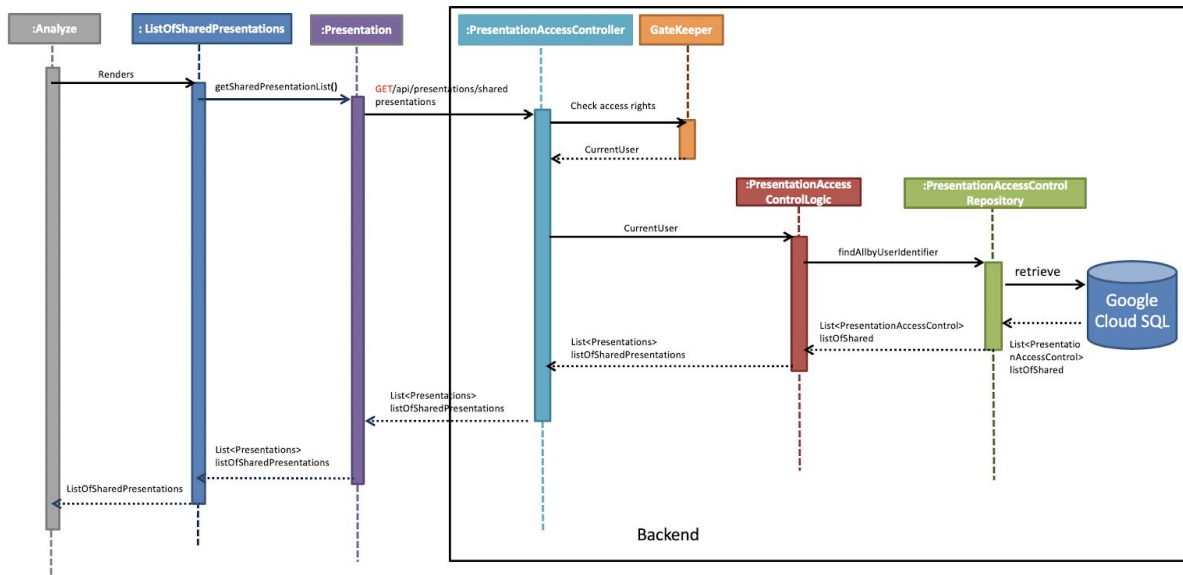 :Analyze
: ListOfSharedPresentations
:Presentation
:PresentationAccessController
GateKeeper
Renders
getSharedPresentationList()
GET/api/presentations/shared
presentations
Check access rights
CurrentUser
:PresentationAccess
ControlLogic
:PresentationAccessControl
Repository
CurrentUser
findAllbyUserIdentifier
retrieve
Google
Cloud SQL
List<PresentationAccessControl>
listOfShared
List<Presentatio
nAccessControl>
listOfShared
List<Presentations>
listOfSharedPresentations
List<Presentations>
listOfSharedPresentations
List<Presentations>
listOfSharedPresentations
ListOfSharedPresentations
Backend